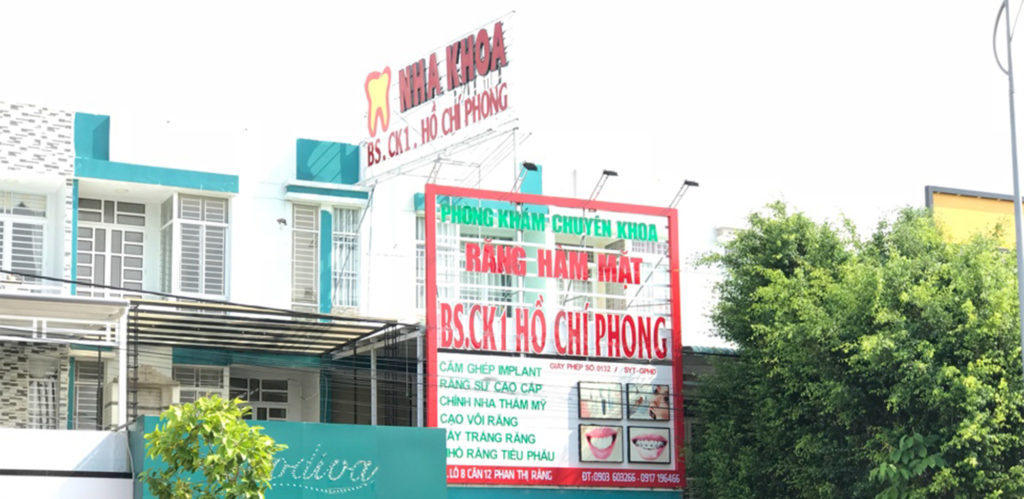 NHA KHOA
BS.CK1. HỒ CHÍ PHONG
PHÒNG KHÁM CHUYÊN KHOA
RĂNG HÀM MẶT
BS.CK1 HỒ CHÍ PHONG
GIẤY PHÉP SỐ 0132 / SYT-GPHĐ
CẮM GHÉP IMPLANT
RĂNG SỨ CAO CẤP
CHỈNH NHA THẨM MỸ
CẠO VÔI RĂNG
TẨY TRẮNG RĂNG
NHỔ RĂNG TIỂU PHẪU
LÔ 8 CĂN 12 PHAN THỊ RÀNG
ĐT: 0903 603266 - 0917 196466